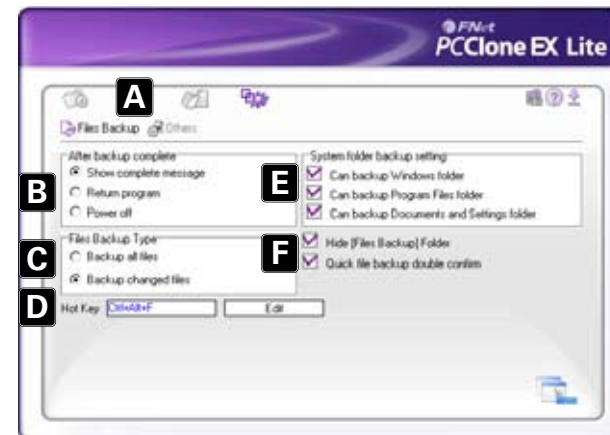 FNet
PCClone EX Lite
A
Files Backup Others
After backup complete
Show complete message
B
Return program
Power off
System folder backup setting
E
Can backup Windows folder
Can backup Program Files folder
Can backup Documents and Settings folder
Files Backup Type
C
Backup all files
Backup changed files
F
Hide [Files Backup] Folder
Quick file backup double confirm
D
Hot Key Ctrl+Alt+F Edit